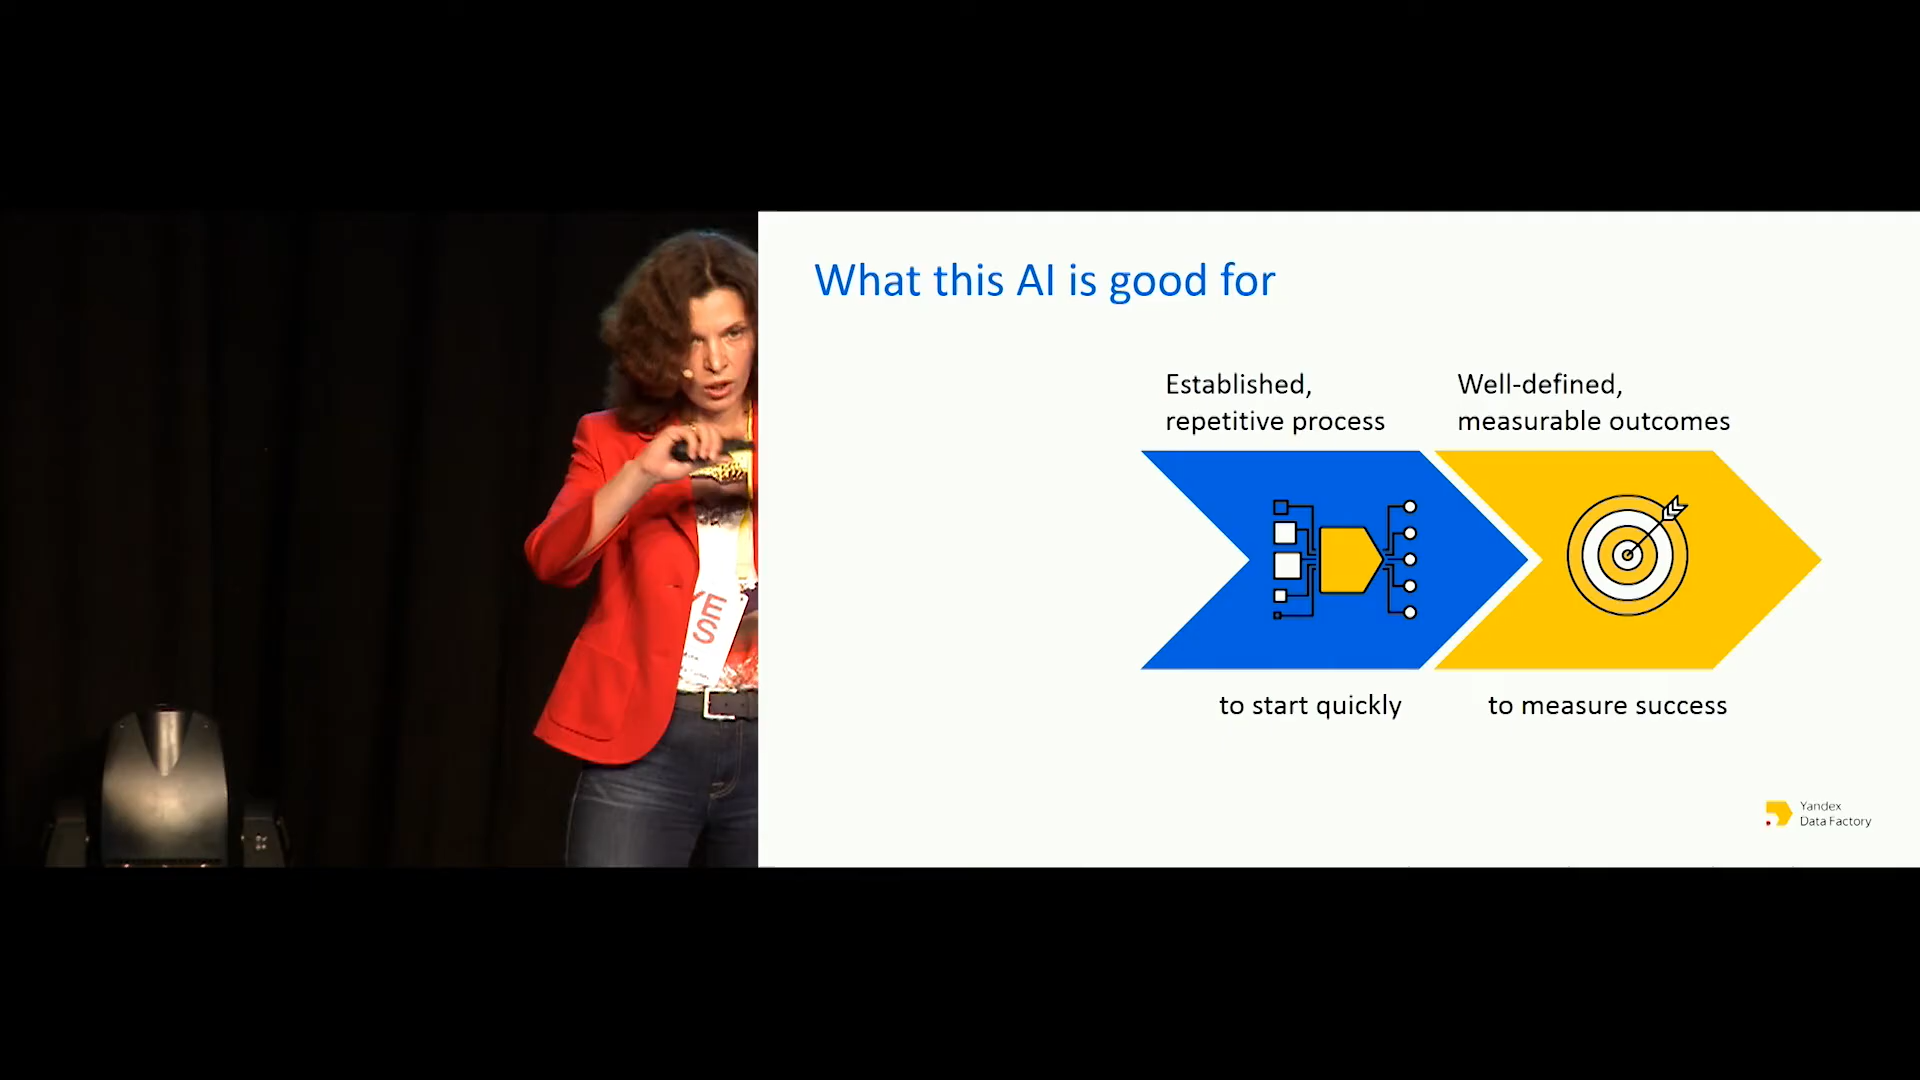 What this AI is good for
Established,
repetitive process
Well-defined,
measurable outcomes
to start quickly
to measure success
Yandex
Data Factory
YES